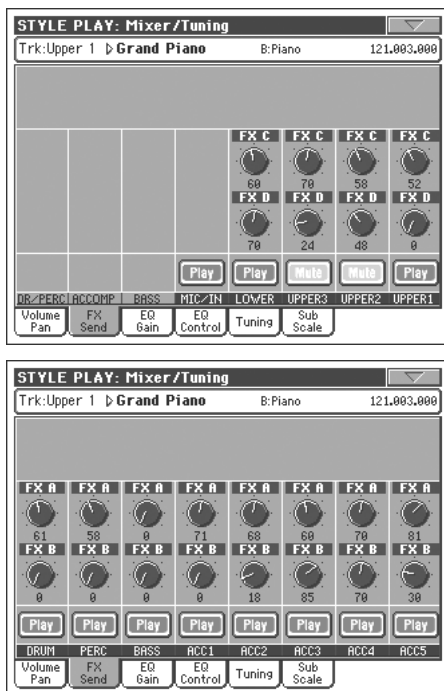 STYLE PLAY: Mixer/Tuning
Trk:Upper 1 ▷Grand Piano B:Piano 121.003.000
FX C FX C FX C FX C
60 70 58 52
FX D FX D FX D FX D
70 24 48 0
Play Play Mute Mute Play
DR/PERC ACCOMP BASS MIC/IN LOWER UPPER3 UPPER2 UPPER1
Volume Pan FX Send EQ Gain EQ Control Tuning Sub Scale
STYLE PLAY: Mixer/Tuning
Trk:Upper 1 ▷Grand Piano B:Piano 121.003.000
FX A FX A FX A FX A FX A FX A FX A FX A
61 58 0 71 68 60 70 81
FX B FX B FX B FX B FX B FX B FX B FX B
0 0 0 0 18 85 70 30
Play Play Play Play Play Play Play Play
DRUM PERC BASS ACC1 ACC2 ACC3 ACC4 ACC5
Volume Pan FX Send EQ Gain EQ Control Tuning Sub Scale